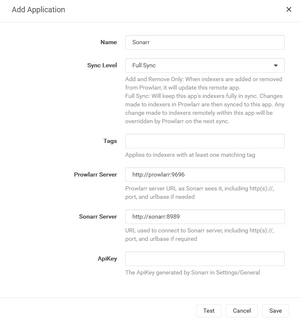 Add Application
Name
Sonarr
Sync Level
Full Sync
Add and Remove Only: When indexers are added or removed
from Prowlarr, it will update this remote app.
Full Sync: Will keep this app's indexers fully in sync. Changes
made to indexers in Prowlarr are then synced to this app. Any
change made to indexers remotely within this app will be
overridden by Prowlarr on the next sync.
Tags
Applies to indexers with at least one matching tag
Prowlarr Server
http://prowlarr:9696
Prowlarr server URL as Sonarr sees it, including http(s)://,
port, and urlbase if needed
Sonarr Server
http://sonarr:8989
URL used to connect to Sonarr server, including http(s)://,
port, and urlbase if required
ApiKey
The ApiKey generated by Sonarr in Settings/General
Test
Cancel
Save